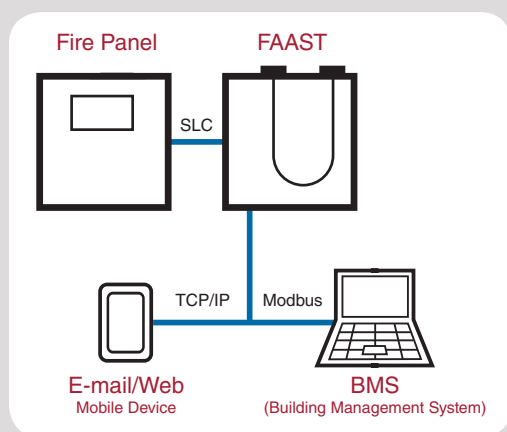 Fire Panel
FAAST
SLC
TCP/IP
Modbus
E-mail/Web
Mobile Device
BMS
(Building Management System)